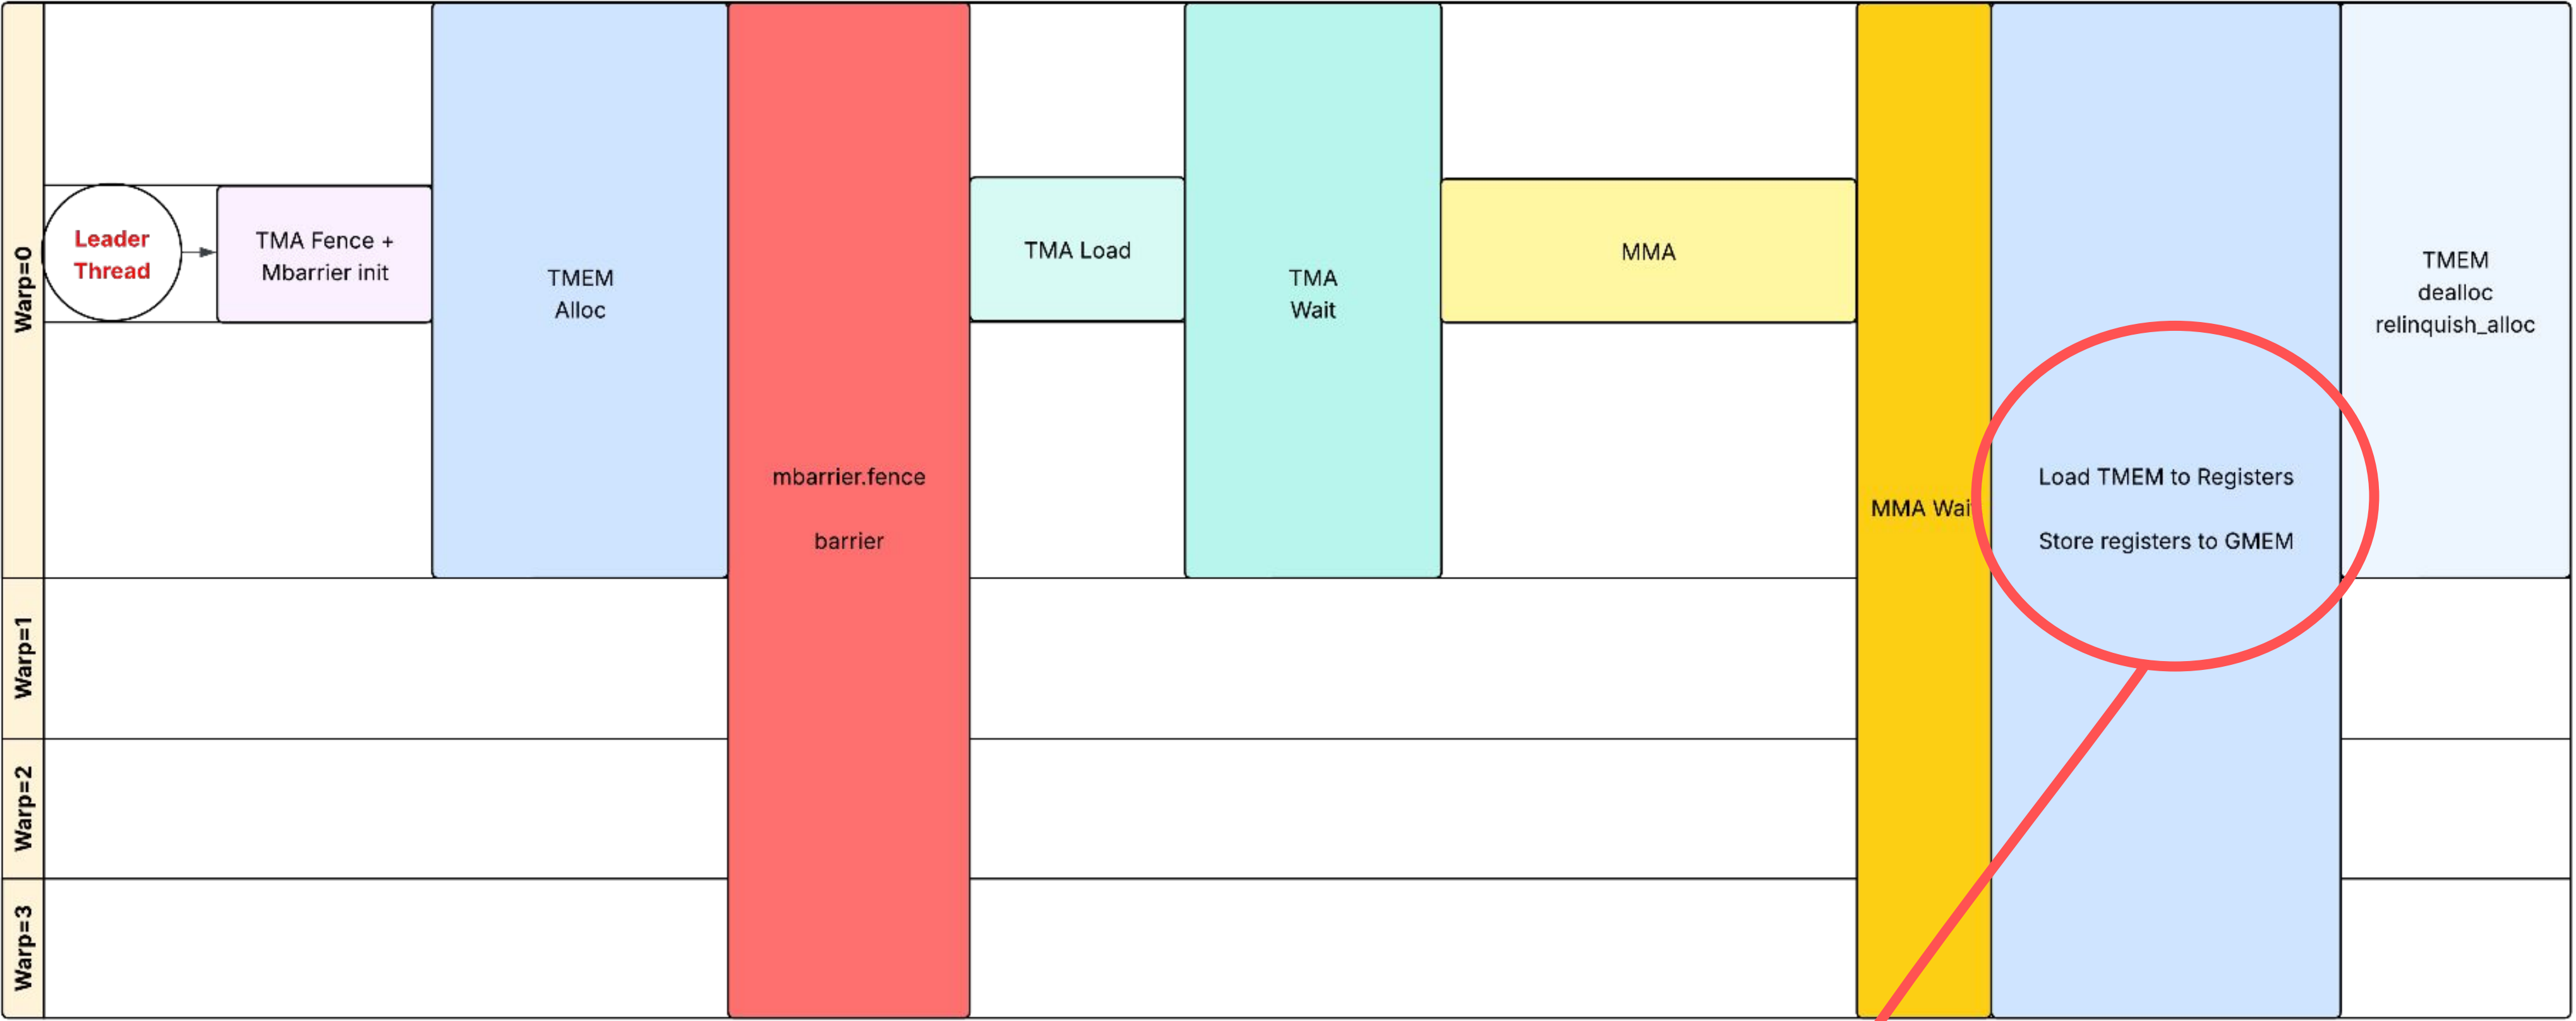 Warp=0
Leader
Thread
TMA Fence +
Mbarrier init
TMEM
Alloc
mbarrier.fence
barrier
TMA Load
TMA
Wait
MMA
MMA Wait
Load TMEM to Registers
Store registers to GMEM
TMEM
dealloc
relinquish_alloc
Warp=1
Warp=2
Warp=3